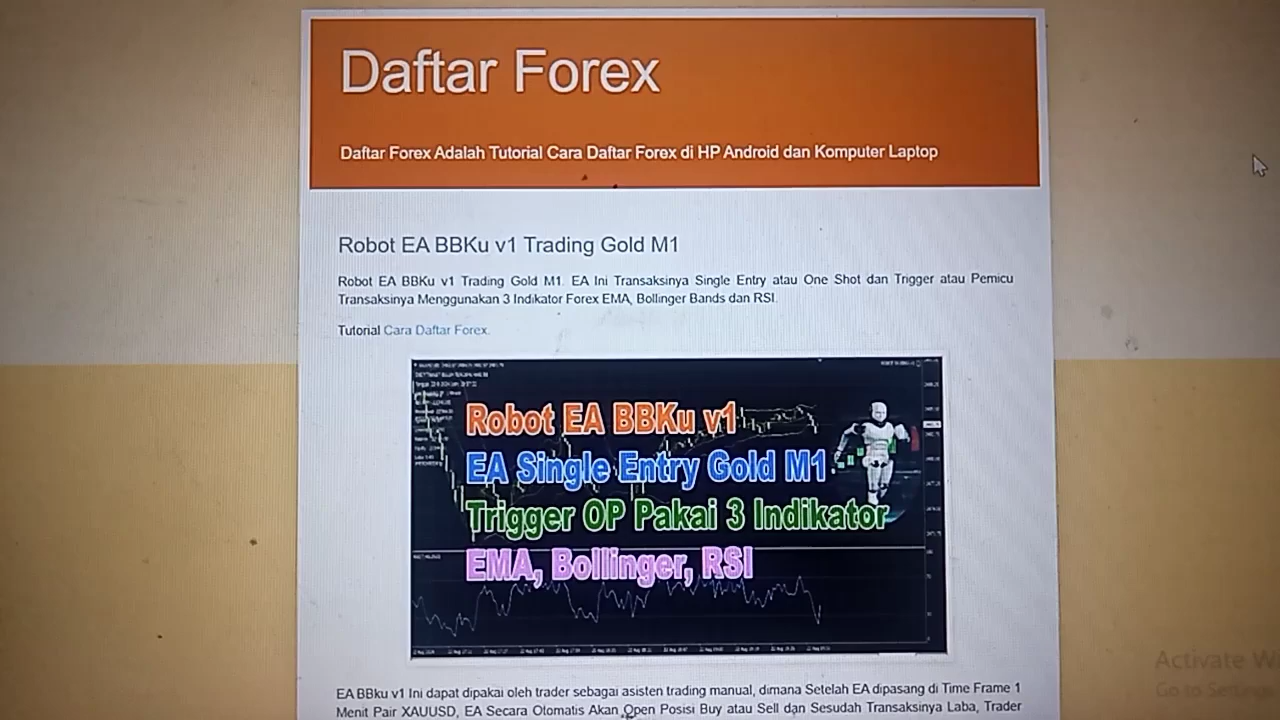 Daftar Forex
Daftar Forex Adalah Tutorial Cara Daftar Forex di HP Android dan Komputer Laptop
Robot EA BBKu v1 Trading Gold M1
Robot EA BBKu v1 Trading Gold M1. EA Ini Transaksinya Single Entry atau One Shot dan Trigger atau Pemicu
Transaksinya Menggunakan 3 Indikator Forex EMA, Bollinger Bands dan RSI.
Tutorial Cara Daftar Forex.
Robot EA BBKu v1
EA Single Entry Gold M1
Trigger OP Pakai 3 Indikator
EMA, Bollinger, RSI
EA BBku v1 Ini dapat dipakai oleh trader sebagai asisten trading manual, dimana Setelah EA dipasang di Time Frame 1
Menit Pair XAUUSD, EA Secara Otomatis Akan Open Posisi Buy atau Sell dan Sesudah Transaksinya Laba, Trader
Activate W
Go to Settings